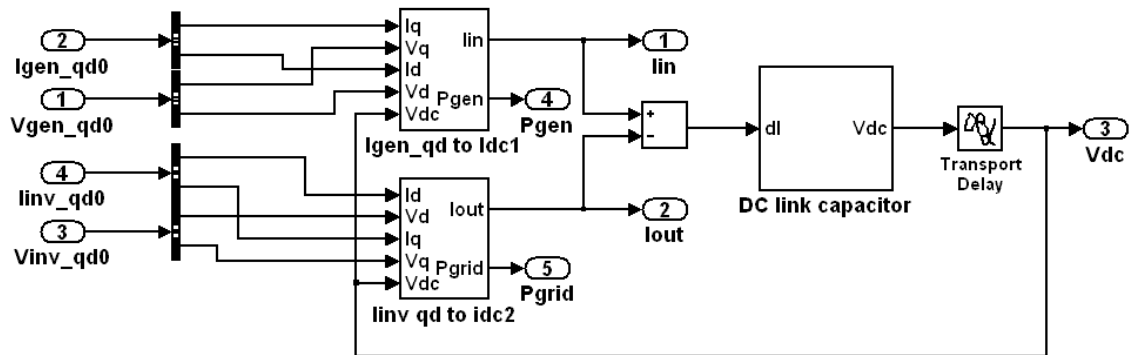 2
Igen_qd0
1
Vgen_qd0
4
Iinv_qd0
3
Vinv_qd0
Iq
Vq
Id
Vd
Vdc
Iin
Pgen
Igen_qd to Idc1
Id
Vd
Iq
Vq
Vdc
Iout
Pgrid
Iinv qd to idc2
1
Iin
4
Pgen
+
−
2
Iout
5
Pgrid
dI
Vdc
DC link capacitor
Transport
Delay
3
Vdc